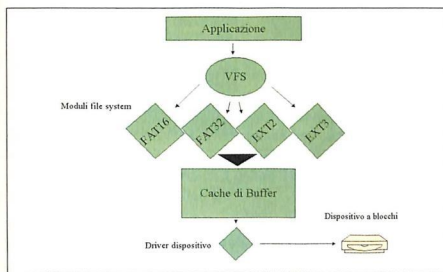 Applicazione
VFS
Moduli file system
FAT16
FAT32
EXT2
EXT3
Cache di Buffer
Dispositivo a blocchi
Driver dispositivo